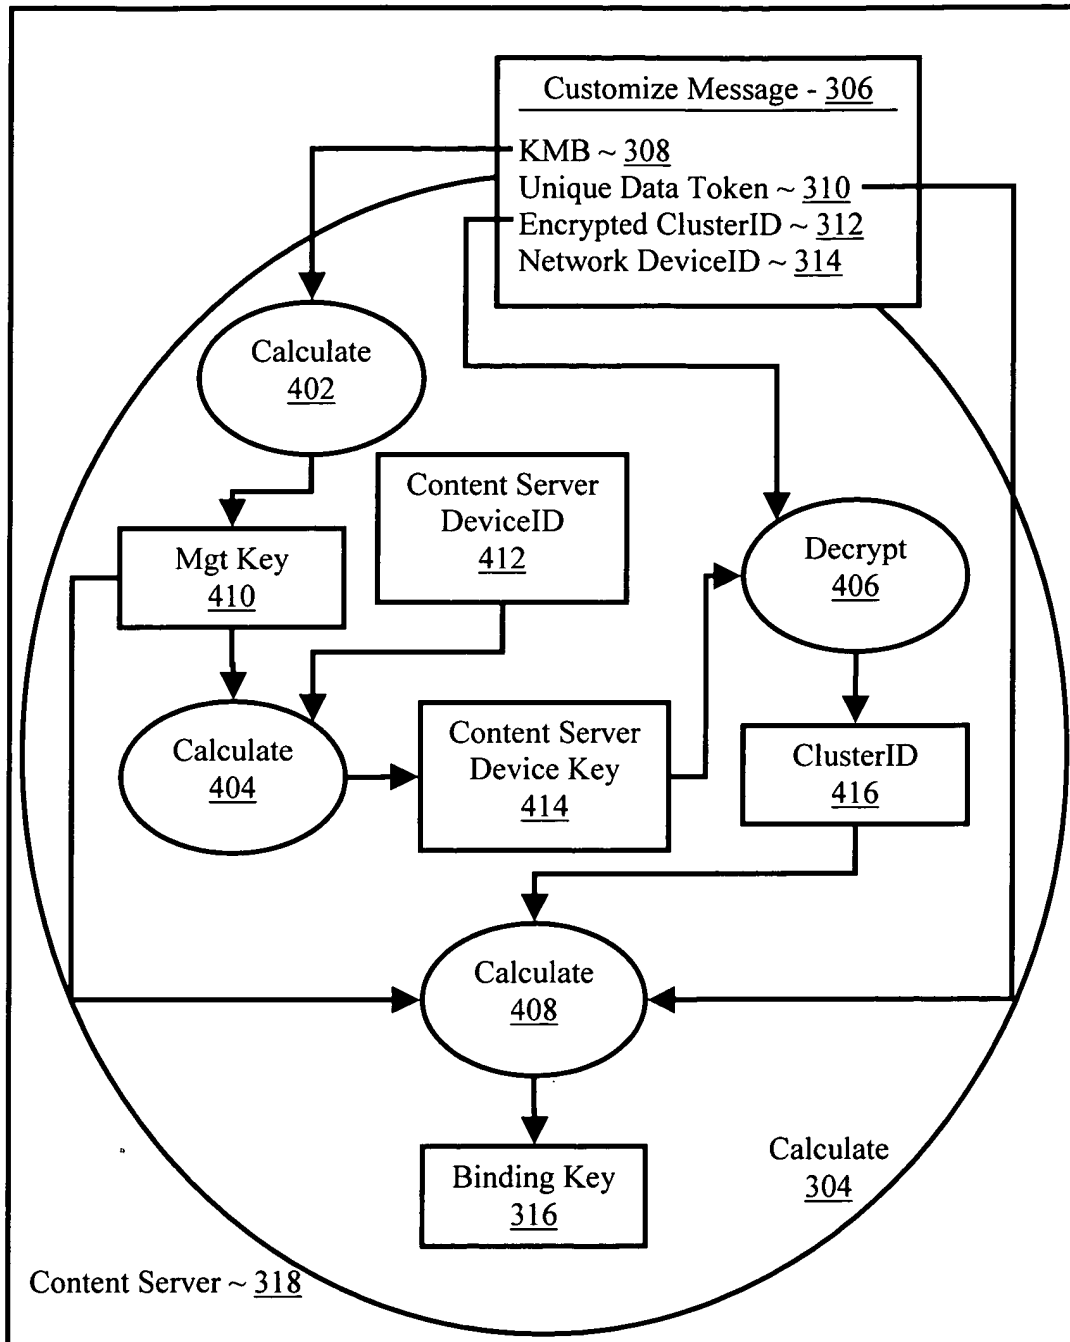 Customize Message - 306
KMB ~ 308
Unique Data Token ~ 310
Encrypted ClusterID ~ 312
Network DeviceID ~ 314
Calculate
402
Content Server
DeviceID
412
Mgt Key
410
Decrypt
406
Calculate
404
Content Server
Device Key
414
ClusterID
416
Calculate
408
Binding Key
316
Calculate
304
Content Server ~ 318